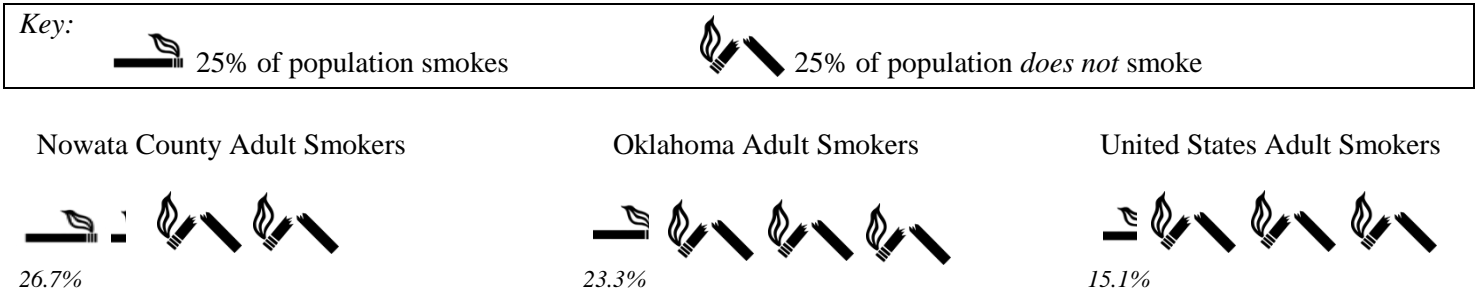 Key:
25% of population smokes 25% of population does not smoke
Nowata County Adult Smokers Oklahoma Adult Smokers United States Adult Smokers
26.7% 23.3% 15.1%